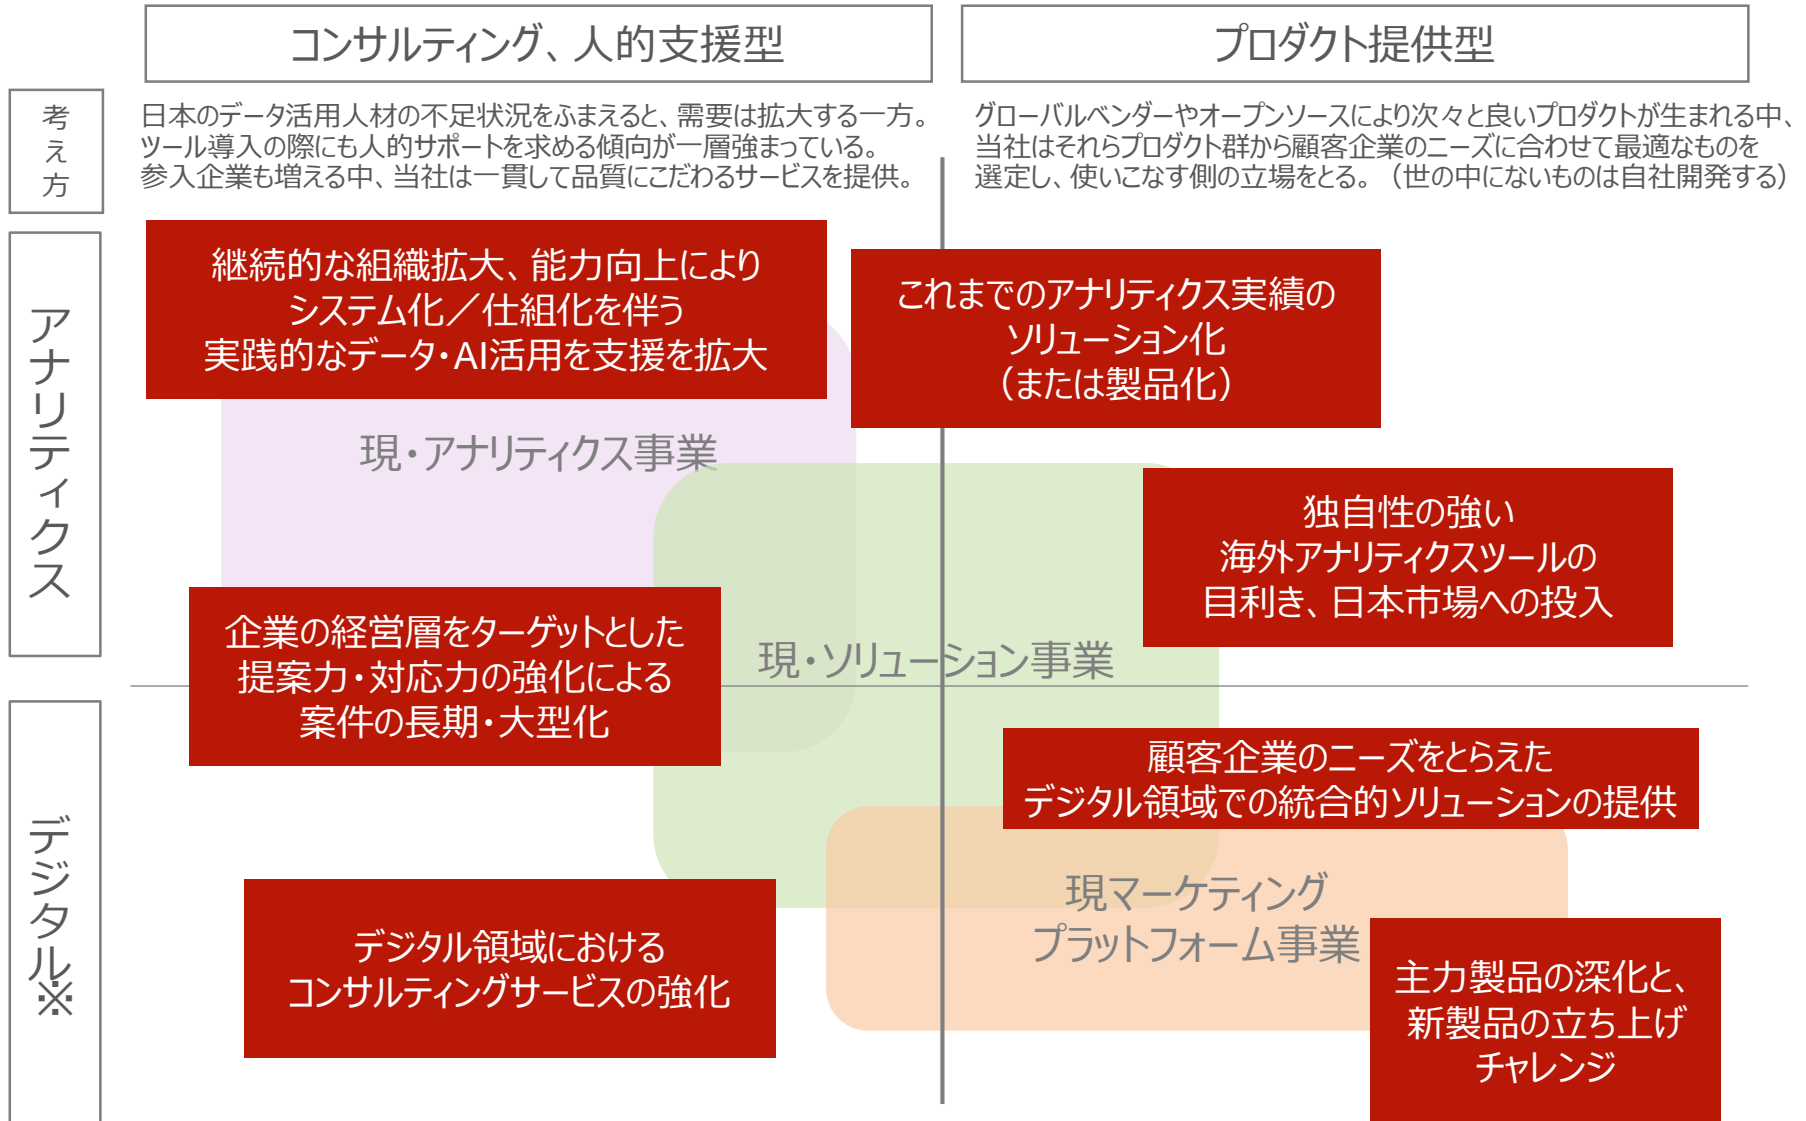 コンサルティング、人的支援型
プロダクト提供型
考え方
日本のデータ活用人材の不足状況をふまえると、需要は拡大する一方。
ツール導入の際にも人的サポートを求める傾向が一層強まっている。
参入企業も増える中、当社は一貫して品質にこだわるサービスを提供。
グローバルベンダーやオープンソースにより次々と良いプロダクトが生まれる中、
当社はそれらプロダクト群から顧客企業のニーズに合わせて最適なものを
選定し、使いこなす側の立場をとる。（世の中にないものは自社開発する）
アナリティクス
継続的な組織拡大、能力向上により
システム化／仕組化を伴う
実践的なデータ・AI活用を支援を拡大
これまでのアナリティクス実績の
ソリューション化
（または製品化）
現・アナリティクス事業
独自性の強い
海外アナリティクスツールの
目利き、日本市場への投入
企業の経営層をターゲットとした
提案力・対応力の強化による
案件の長期・大型化
現・ソリューション事業
デジタル※
顧客企業のニーズをとらえた
デジタル領域での統合的ソリューションの提供
現マーケティング
プラットフォーム事業
デジタル領域における
コンサルティングサービスの強化
主力製品の深化と、
新製品の立ち上げ
チャレンジ